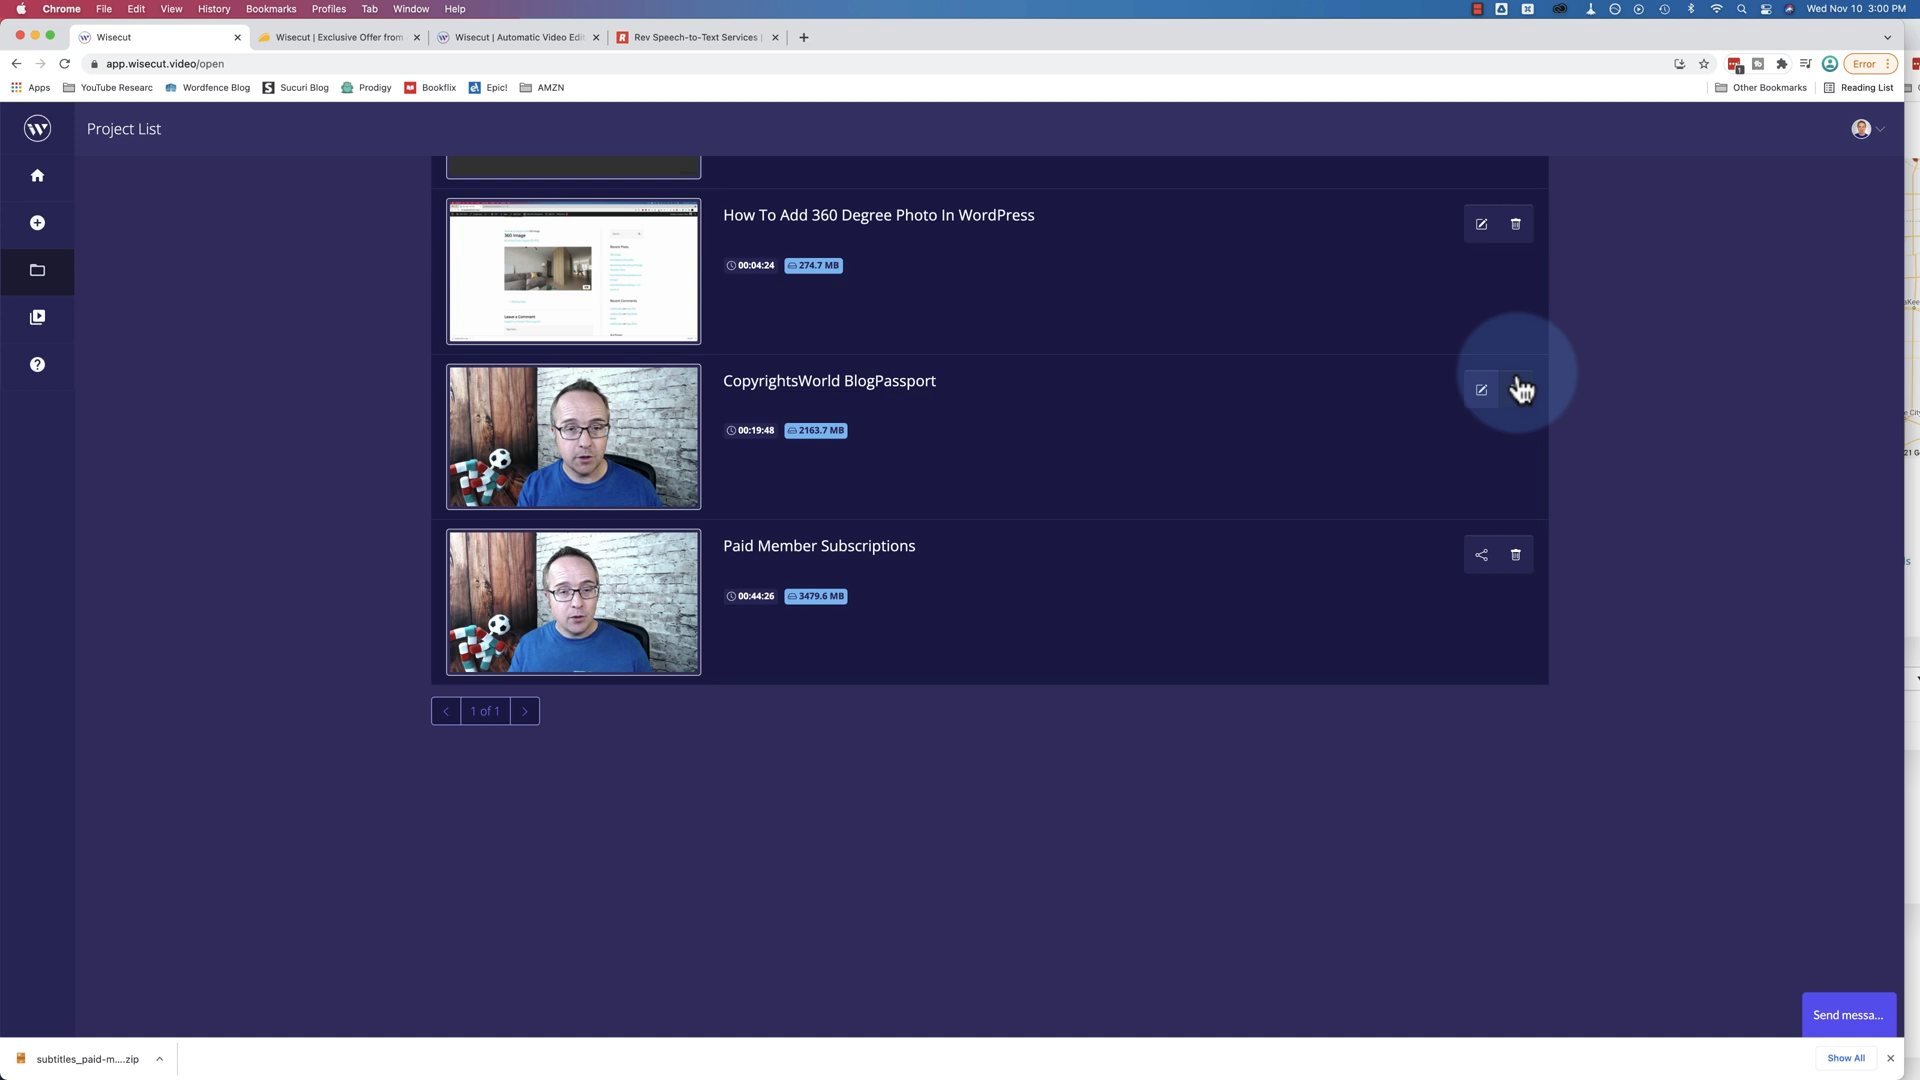 Chrome File Edit View History Bookmarks Profiles Tab Window Help
Wed Nov 10 3:00 PM
Wisecut
Wisecut | Exclusive Offer from
Wisecut | Automatic Video Edi
Rev Speech-to-Text Services |
app.wisecut.video/open
Error
Apps
YouTube Researc
Wordfence Blog
Sucuri Blog
Prodigy
Bookflix
Epic!
AMZN
Other Bookmarks
Reading List
Project List
360 Image
Leave a Comment
How To Add 360 Degree Photo In WordPress
00:04:24
274.7 MB
CopyrightsWorld BlogPassport
00:19:48
2163.7 MB
Paid Member Subscriptions
00:44:26
3479.6 MB
1 of 1
Send messa...
subtitles_paid-m....zip
Show All